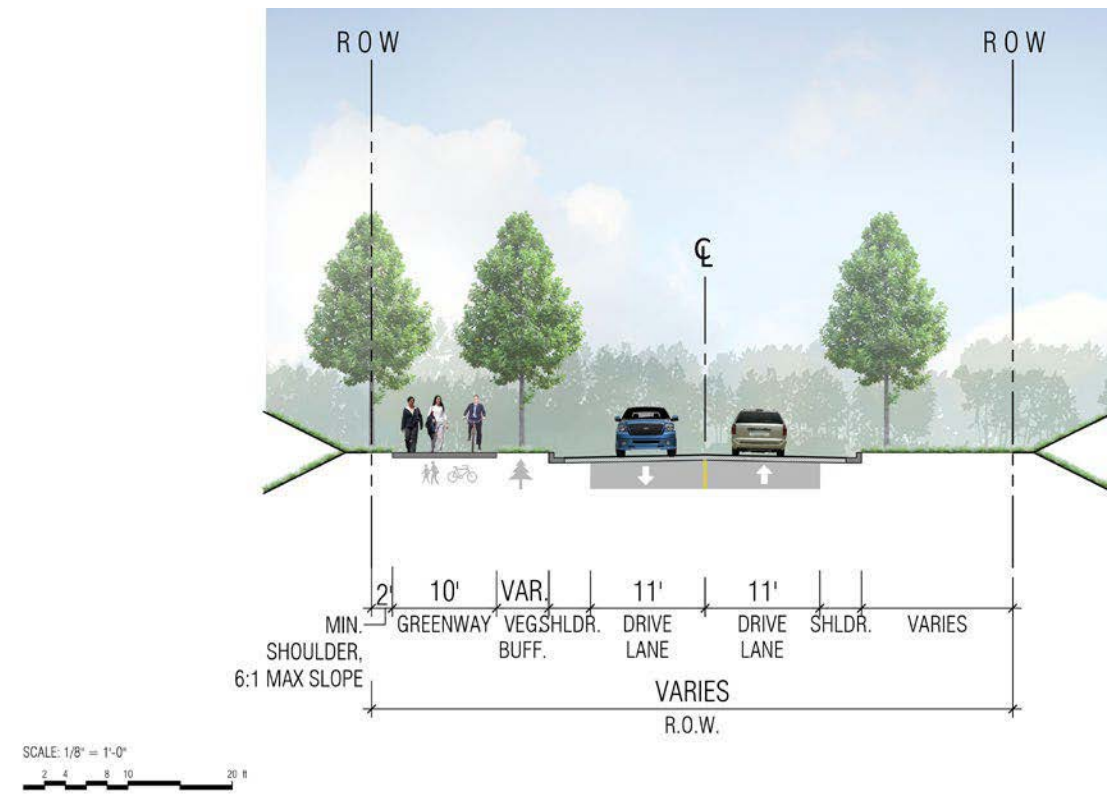 ROW
ROW
℄
2'
10'
VAR.
11'
11'
MIN.
SHOULDER,
6:1 MAX SLOPE
GREENWAY
VEG.
BUFF.
SHLDR.
DRIVE
LANE
DRIVE
LANE
SHLDR.
VARIES
VARIES
R.O.W.
SCALE: 1/8" = 1'-0"
2 4 8 10 20 ft